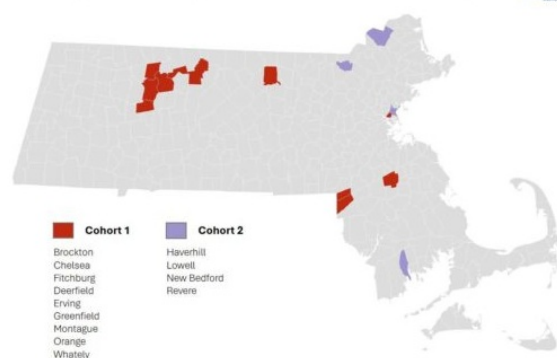 Cohort 1
Brockton
Chelsea
Fitchburg
Deerfield
Erving
Greenfield
Montague
Orange
Whately
Cohort 2
Haverhill
Lowell
New Bedford
Revere